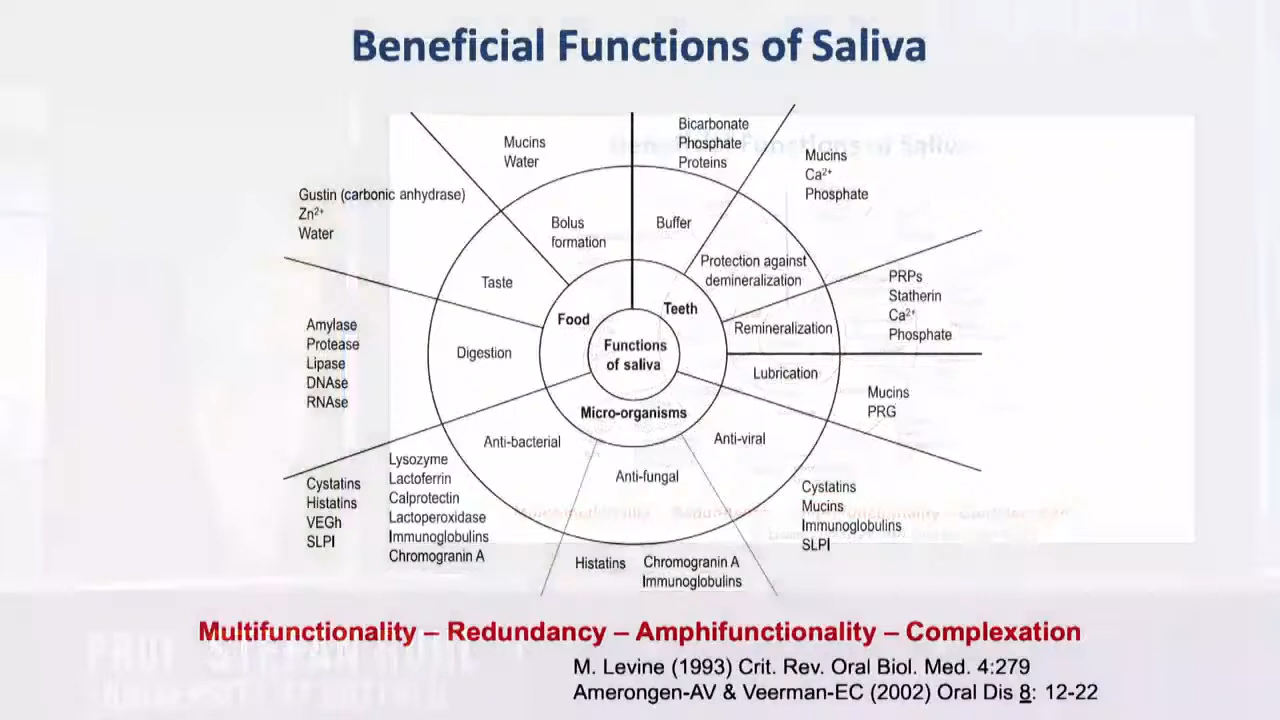 Beneficial Functions of Saliva
Mucins
Water
Bicarbonate
Phosphate
Proteins
Mucins
Ca²⁺
Phosphate
Gustin (carbonic anhydrase)
Zn²⁺
Water
Bolus
formation
Buffer
Protection against
demineralization
Taste
PRPs
Statherin
Ca²⁺
Phosphate
Food
Teeth
Remineralization
Amylase
Protease
Lipase
DNAse
RNAse
Digestion
Functions
of saliva
Lubrication
Mucins
PRG
Micro-organisms
Anti-bacterial
Anti-fungal
Anti-viral
Cystatins
Histatins
VEGh
SLPI
Lysozyme
Lactoferrin
Calprotectin
Lactoperoxidase
Immunoglobulins
Chromogranin A
Histatins
Chromogranin A
Immunoglobulins
Cystatins
Mucins
Immunoglobulins
SLPI
Multifunctionality – Redundancy – Amphifunctionality – Complexation
M. Levine (1993) Crit. Rev. Oral Biol. Med. 4:279
Amerongen-AV & Veerman-EC (2002) Oral Dis 8: 12-22